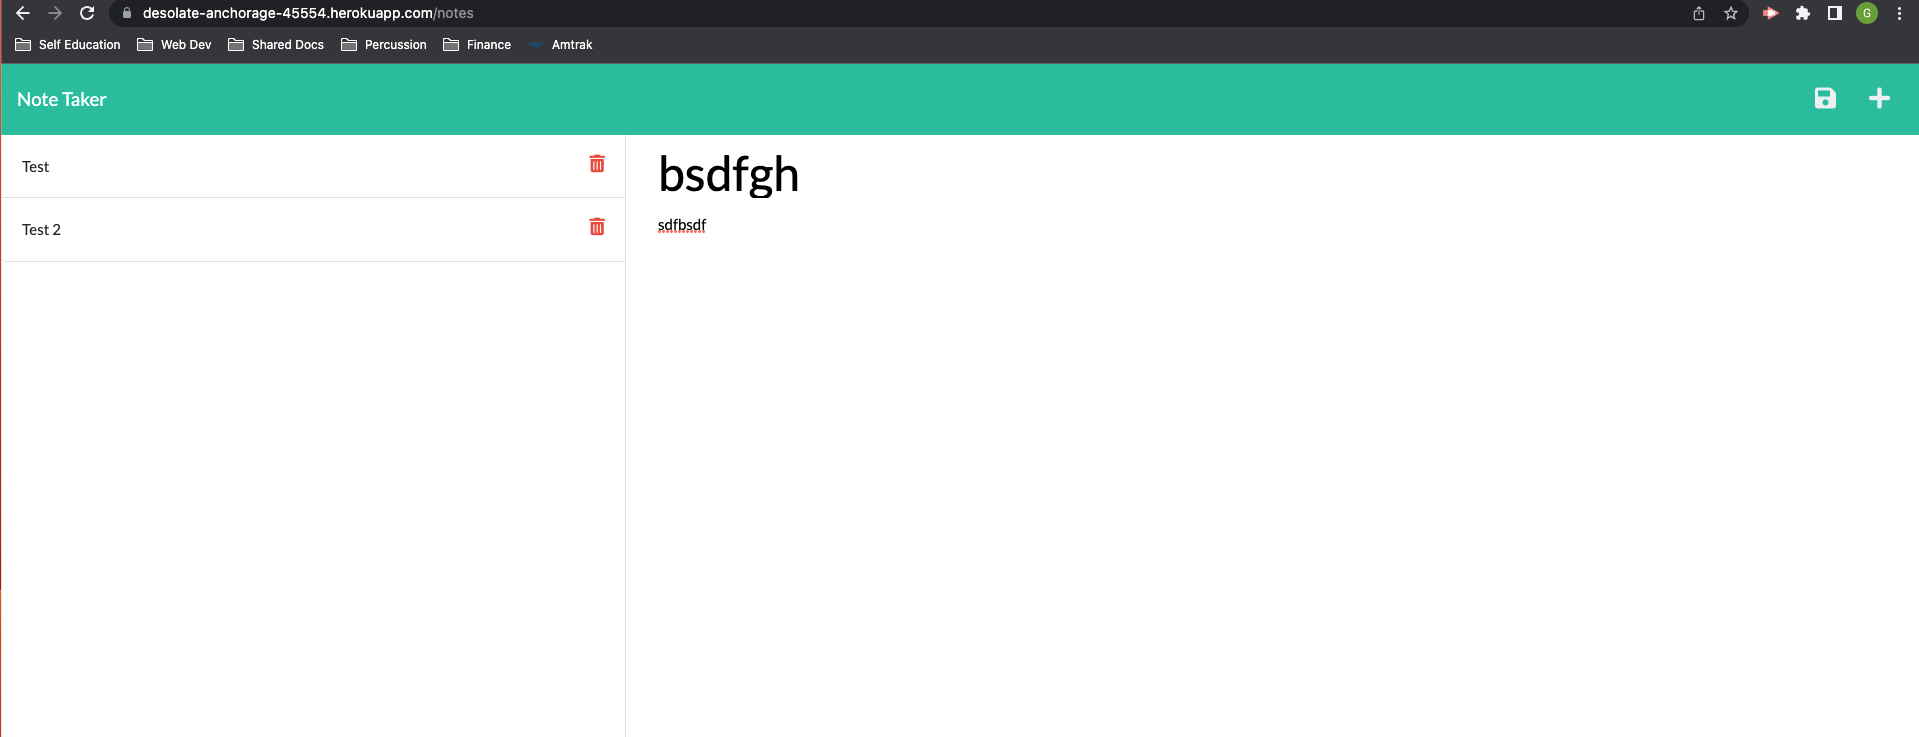 desolate-anchorage-45554.herokuapp.com/notes
G
Self Education Web Dev Shared Docs Percussion Finance Amtrak
Note Taker
Test
Test 2
bsdfgh
sdfbsdf